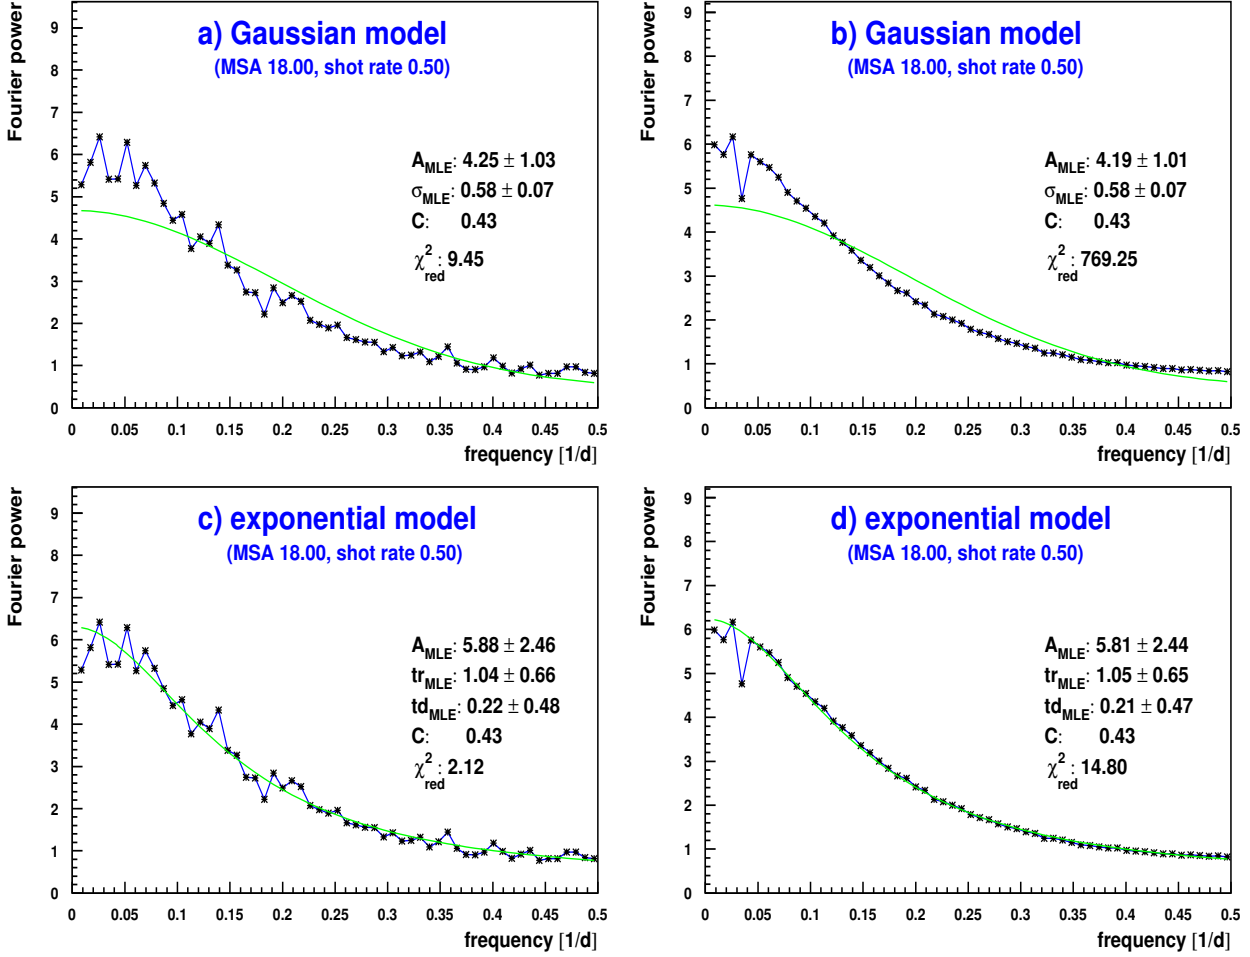 a) Gaussian model
(MSA 18.00, shot rate 0.50)
Fourier power
9
8
7
6
5
4
3
2
1
0
A_MLE: 4.25 ± 1.03
σ_MLE: 0.58 ± 0.07
C: 0.43
χ²_red: 9.45
0 0.05 0.1 0.15 0.2 0.25 0.3 0.35 0.4 0.45 0.5
frequency [1/d]
b) Gaussian model
(MSA 18.00, shot rate 0.50)
Fourier power
9
8
7
6
5
4
3
2
1
0
A_MLE: 4.19 ± 1.01
σ_MLE: 0.58 ± 0.07
C: 0.43
χ²_red: 769.25
0 0.05 0.1 0.15 0.2 0.25 0.3 0.35 0.4 0.45 0.5
frequency [1/d]
c) exponential model
(MSA 18.00, shot rate 0.50)
Fourier power
9
8
7
6
5
4
3
2
1
0
A_MLE: 5.88 ± 2.46
tr_MLE: 1.04 ± 0.66
td_MLE: 0.22 ± 0.48
C: 0.43
χ²_red: 2.12
0 0.05 0.1 0.15 0.2 0.25 0.3 0.35 0.4 0.45 0.5
frequency [1/d]
d) exponential model
(MSA 18.00, shot rate 0.50)
Fourier power
9
8
7
6
5
4
3
2
1
0
A_MLE: 5.81 ± 2.44
tr_MLE: 1.05 ± 0.65
td_MLE: 0.21 ± 0.47
C: 0.43
χ²_red: 14.80
0 0.05 0.1 0.15 0.2 0.25 0.3 0.35 0.4 0.45 0.5
frequency [1/d]